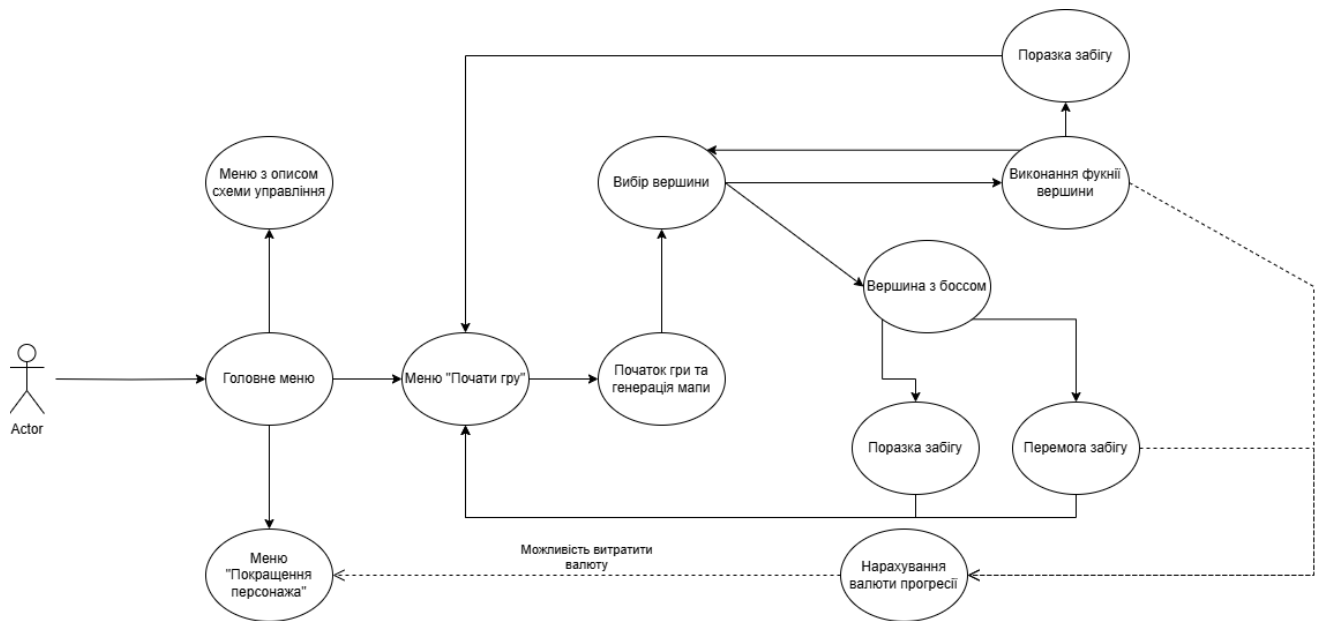 Поразка забігу
Меню з описом
схеми управління
Вибір вершини
Виконання фукнії
вершини
Вершина з боссом
Actor
Головне меню
Меню "Почати гру"
Початок гри та
генерація мапи
Поразка забігу
Перемога забігу
Можливість витратити
валюту
Меню
"Покращення
персонажа"
Нарахування
валюти прогресії